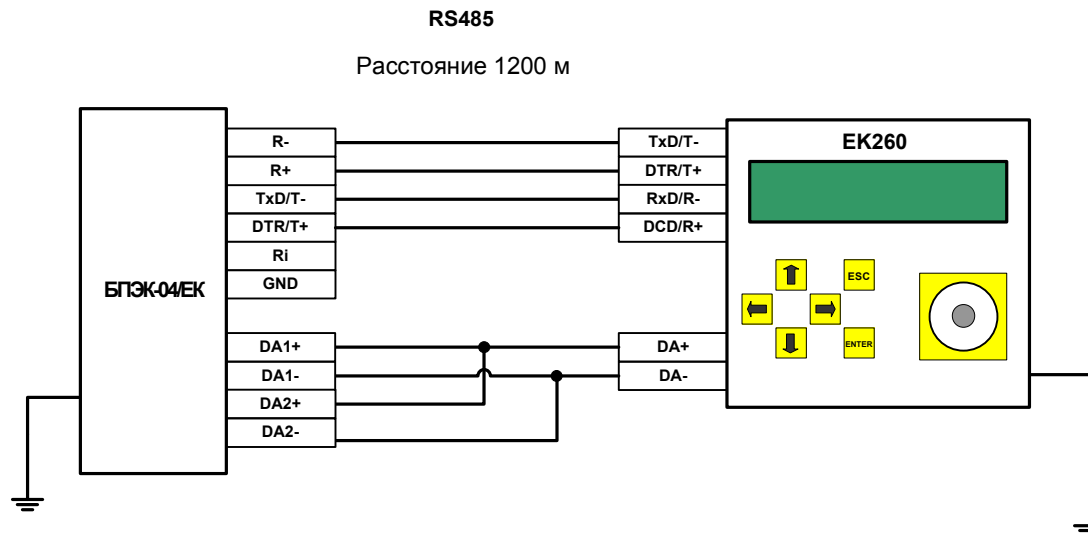 RS485
Расстояние 1200 м
БПЭК-04/ЕК
R-
R+
TxD/T-
DTR/T+
Ri
GND
DA1+
DA1-
DA2+
DA2-
TxD/T-
DTR/T+
RxD/R-
DCD/R+
DA+
DA-
EK260
ESC
ENTER